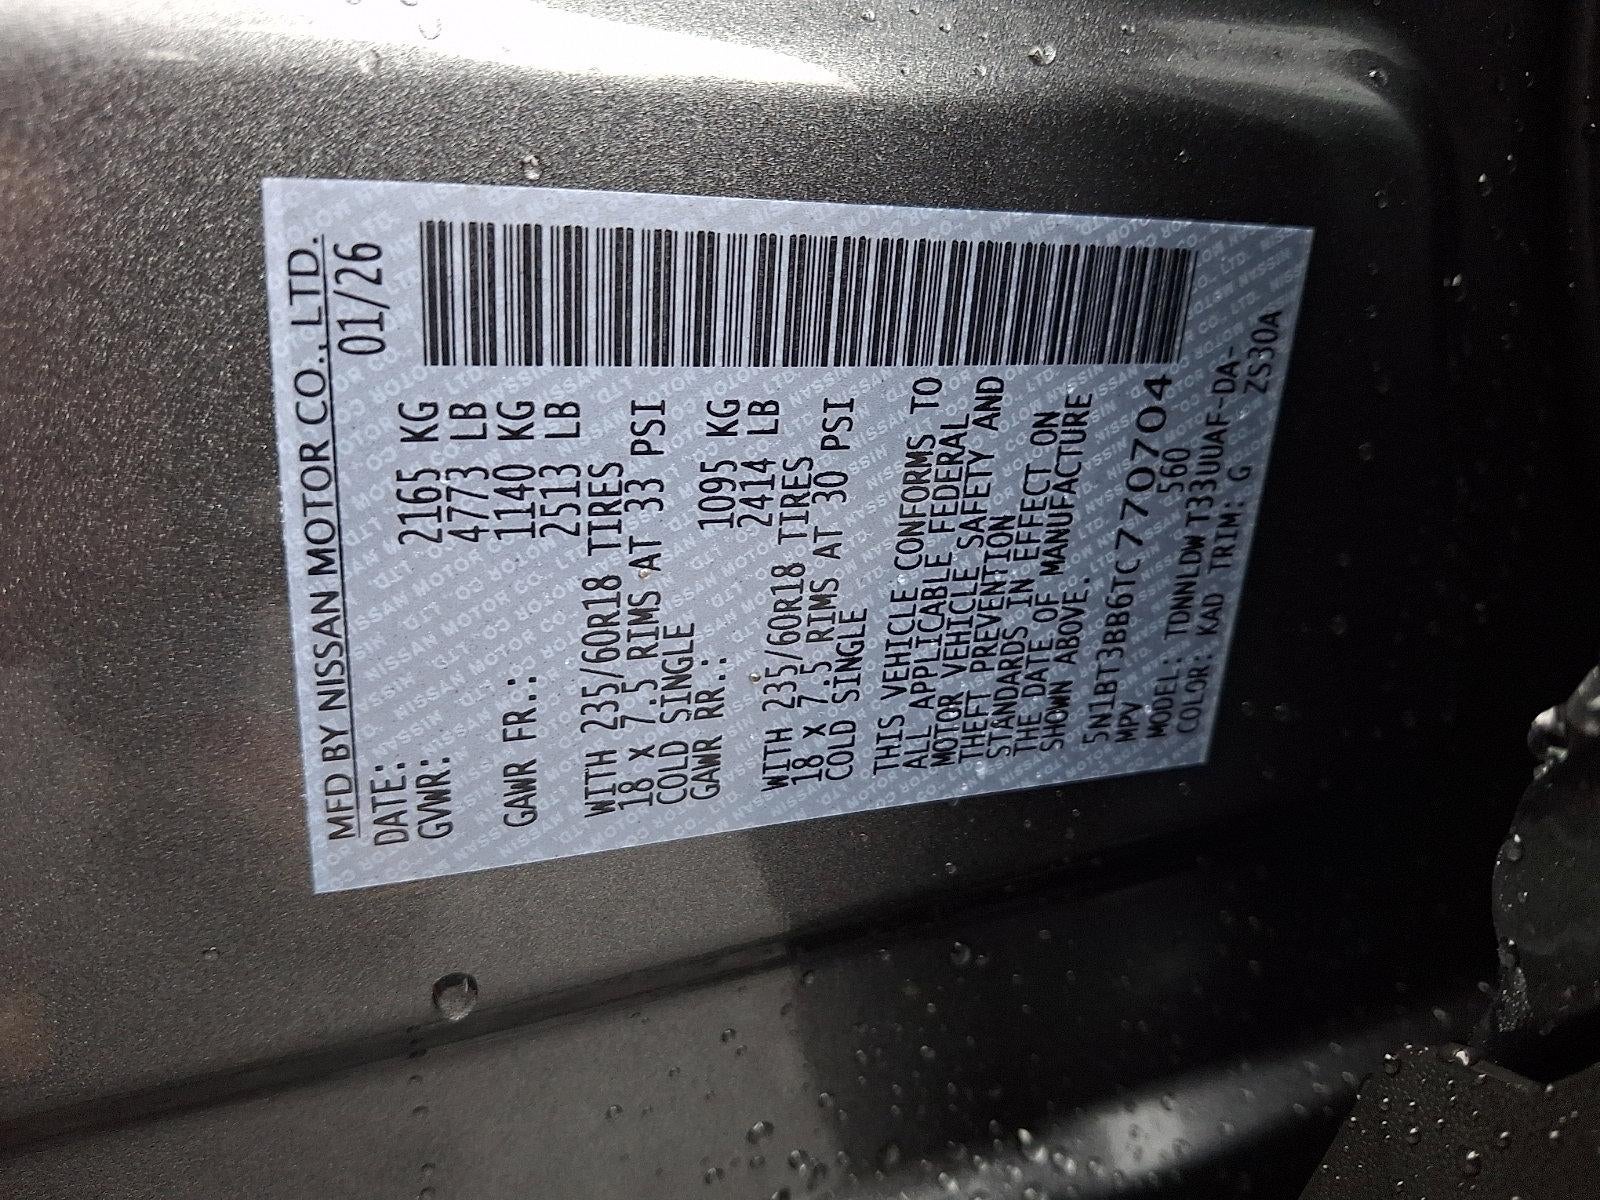 MFD BY NISSAN MOTOR CO., LTD.
DATE: 01/26
GVWR: 2165 KG
4773 LB
GAWR FR.: 1140 KG
2513 LB
WITH 235/60R18 TIRES
18 x 7.5 RIMS AT 33 PSI
COLD SINGLE
GAWR RR.: 1095 KG
2414 LB
WITH 235/60R18 TIRES
18 x 7.5 RIMS AT 30 PSI
COLD SINGLE
THIS VEHICLE CONFORMS TO
ALL APPLICABLE FEDERAL
MOTOR VEHICLE SAFETY AND
THEFT PREVENTION
STANDARDS IN EFFECT ON
THE DATE OF MANUFACTURE
SHOWN ABOVE.
5N1BT3BB6TC770704
MPV 560
MODEL: TDNNLDWT33UUAF-DA-
COLOR: KAD TRIM: G ZS30A